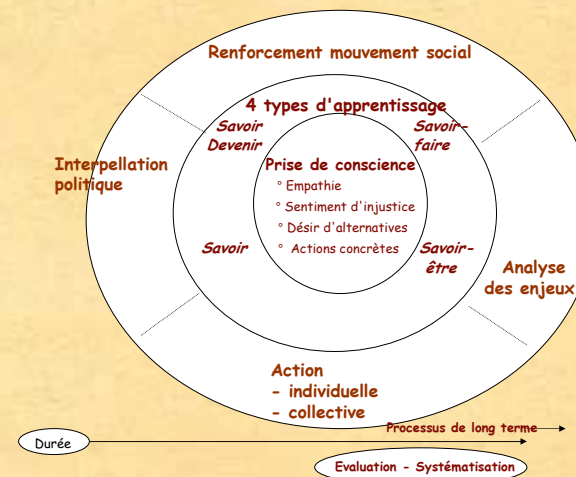 Renforcement mouvement social
4 types d'apprentissage
Savoir
Devenir
Savoir-
faire
Interpellation
politique
Prise de conscience
° Empathie
° Sentiment d'injustice
° Désir d'alternatives
° Actions concrètes
Savoir
Savoir-
être
Analyse
des enjeux
Action
- individuelle
- collective
Processus de long terme
Durée
Evaluation - Systématisation